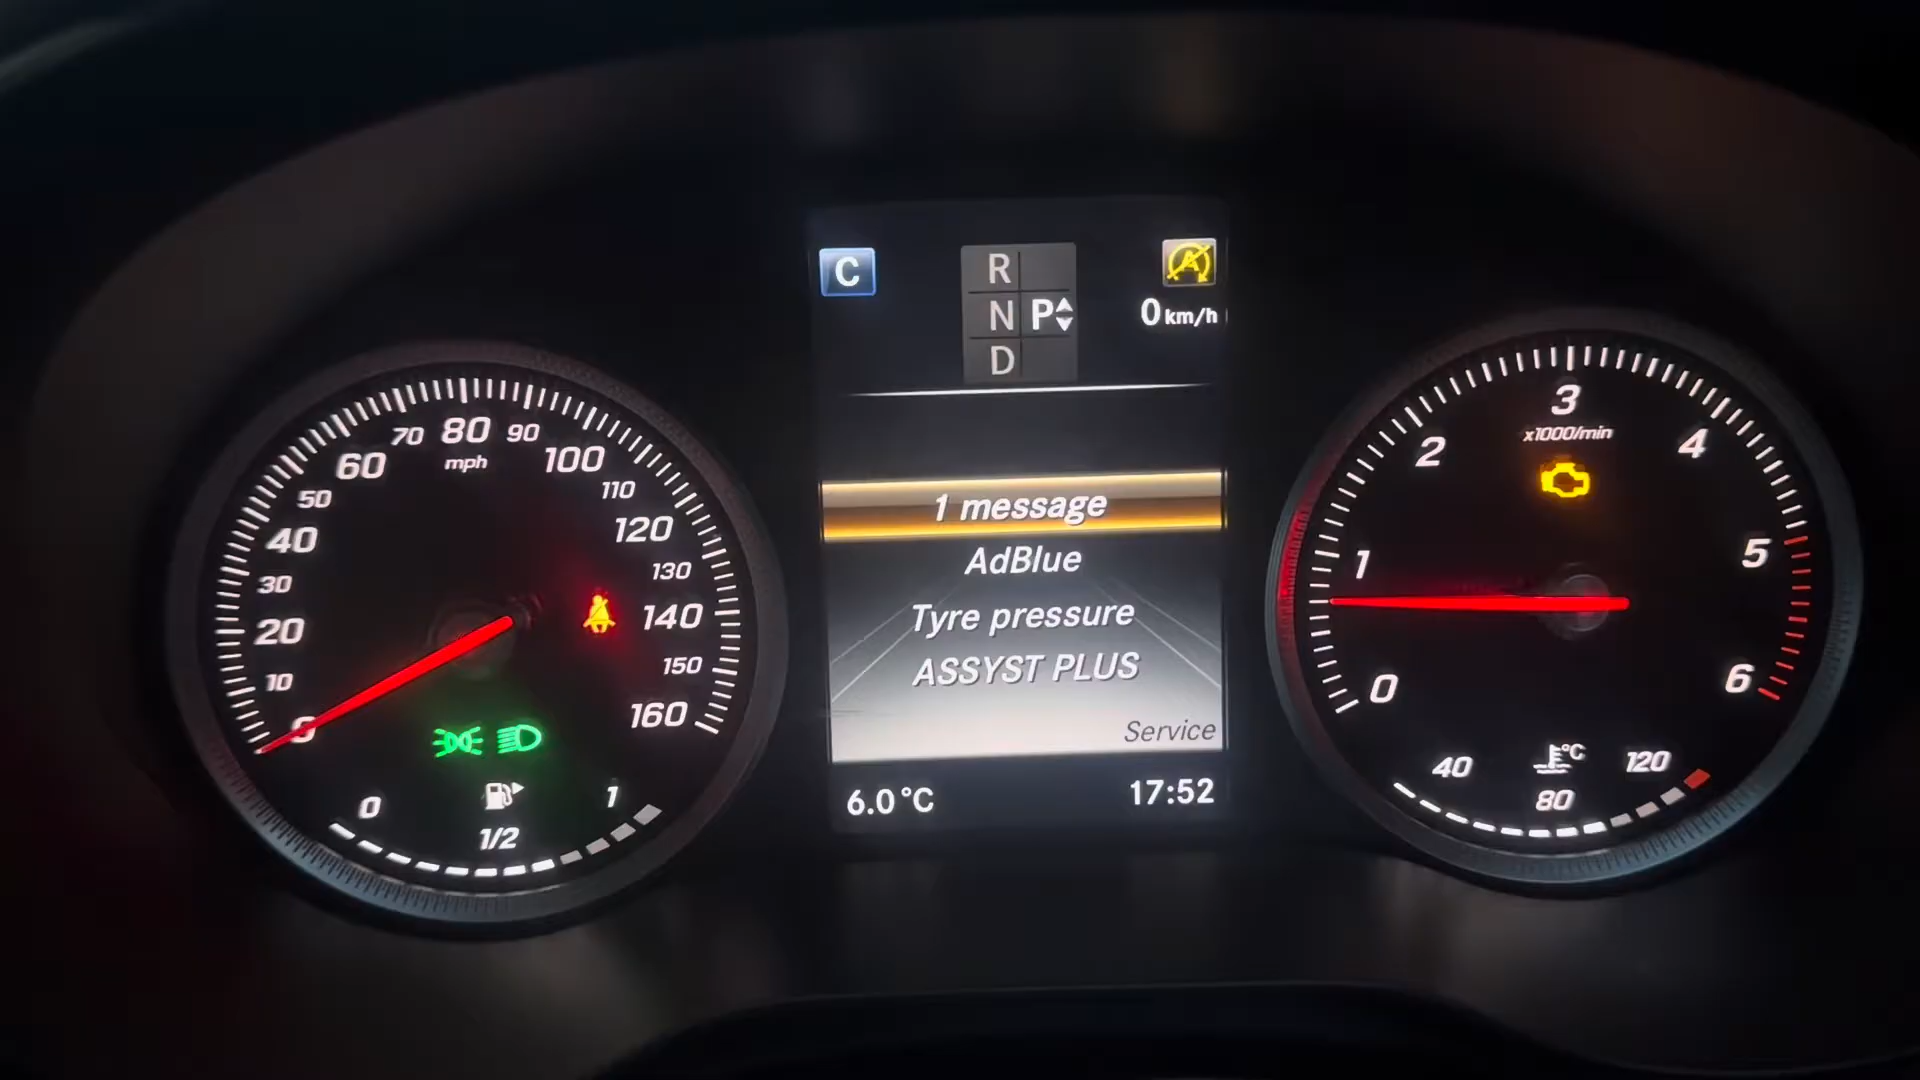 C
R
N P
D
0 km/h
1 message
AdBlue
Tyre pressure
ASSYST PLUS
Service
6.0 °C
17:52
0
10
20
30
40
50
60
70
80
90
100
110
120
130
140
150
160
mph
0
1/2
1
0
1
2
3
4
5
6
x1000/min
40
80
120
°C
A